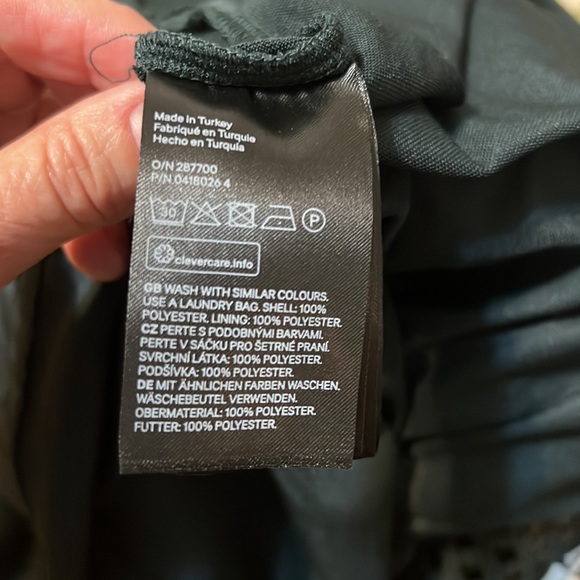 Made in Turkey
Fabriqué en Turquie
Hecho en Turquía
O/N 287700
P/N 0418026 4
30
P
clevercare.info
GB WASH WITH SIMILAR COLOURS.
USE A LAUNDRY BAG. SHELL: 100%
POLYESTER. LINING: 100% POLYESTER.
CZ PERTE S PODOBNÝMI BARVAMI.
PERTE V SÁČKU PRO ŠETRNÉ PRANÍ.
SVRCHNÍ LÁTKA: 100% POLYESTER.
PODŠÍVKA: 100% POLYESTER.
DE MIT ÄHNLICHEN FARBEN WASCHEN.
WÄSCHEBEUTEL VERWENDEN.
OBERMATERIAL: 100% POLYESTER.
FUTTER: 100% POLYESTER.